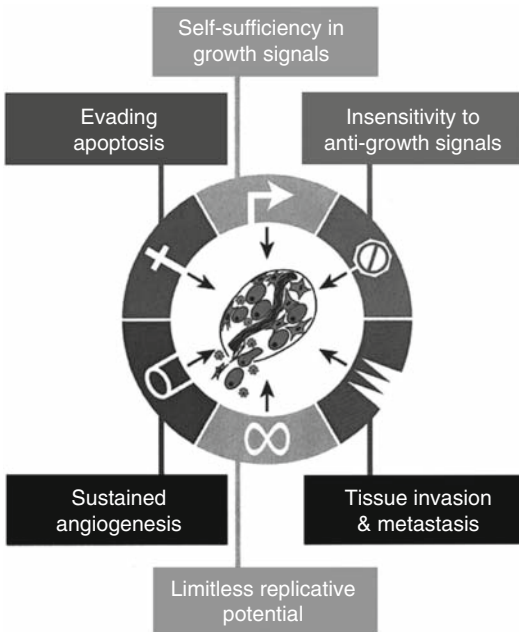 Self-sufficiency in
growth signals
Evading
apoptosis
Insensitivity to
anti-growth signals
Sustained
angiogenesis
Tissue invasion
& metastasis
Limitless replicative
potential